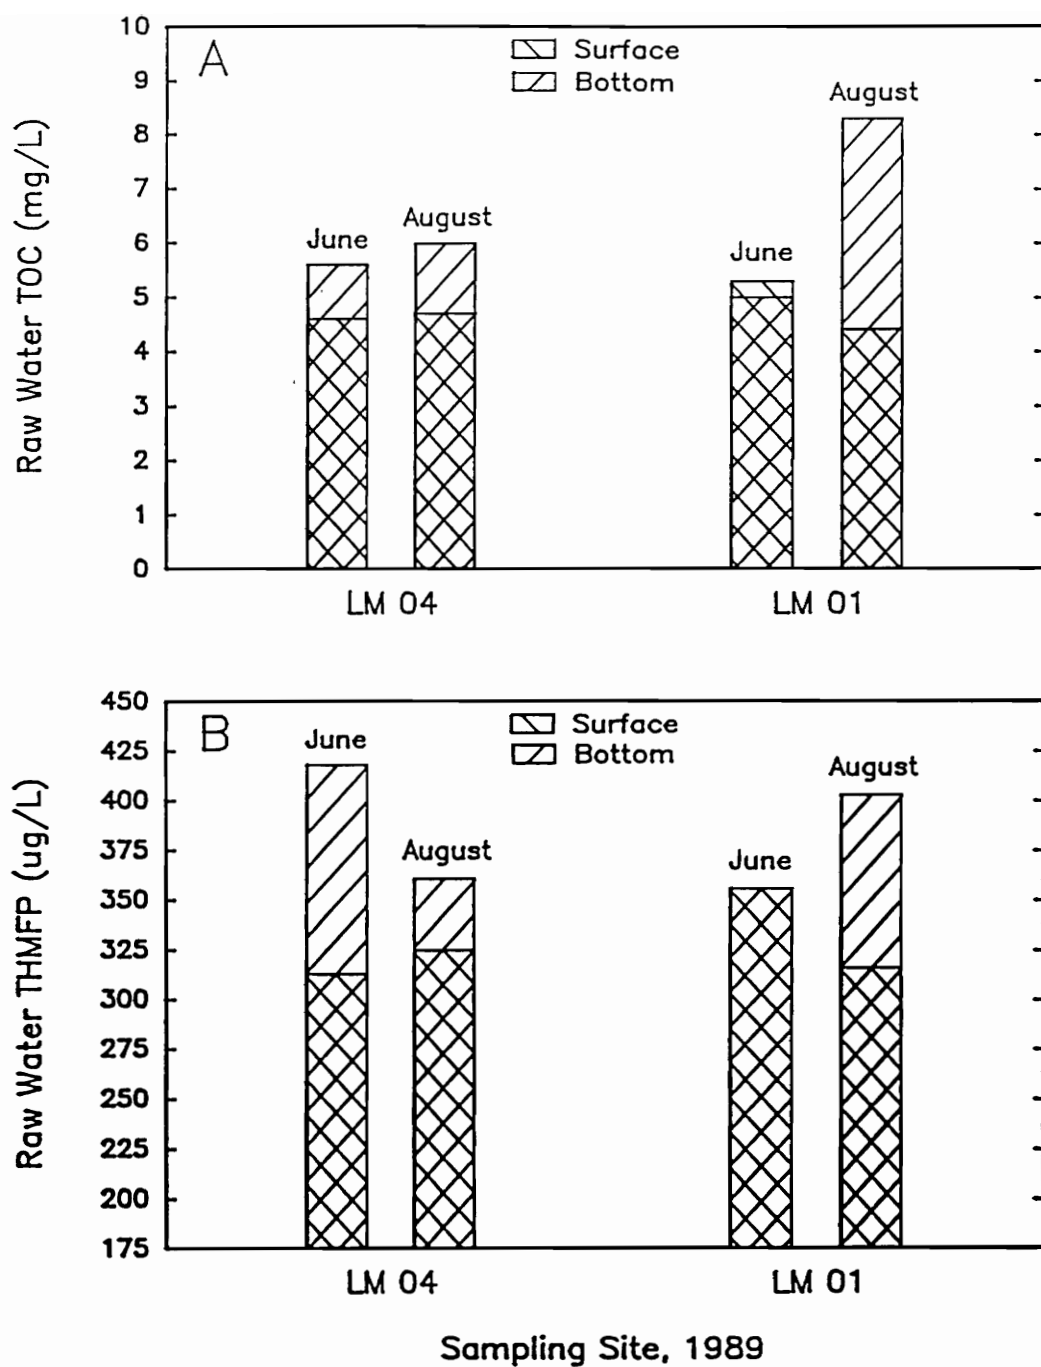 A
Surface
Bottom
Raw Water TOC (mg/L)
10
9
8
7
6
5
4
3
2
1
0
June
August
June
August
LM 04
LM 01
B
Surface
Bottom
Raw Water THMFP (ug/L)
450
425
400
375
350
325
300
275
250
225
200
175
June
August
June
August
LM 04
LM 01
Sampling Site, 1989